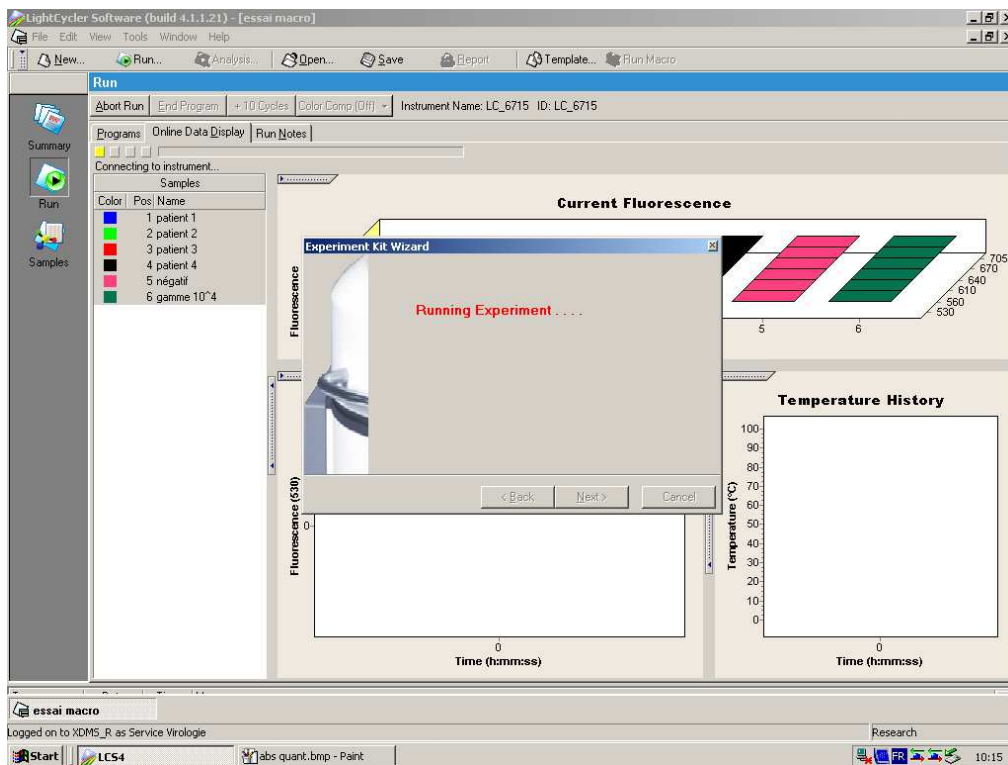 LightCycler Software (build 4.1.1.21) - [essai macro]
File Edit View Tools Window Help
New... Run... Analysis... Open... Save Report Template... Run Macro
Run
Abort Run End Program + 10 Cycles Color Comp (Off) Instrument Name: LC_6715 ID: LC_6715
Programs Online Data Display Run Notes
Connecting to instrument...
Summary
Run
Samples
Samples
Color Pos Name
1 patient 1
2 patient 2
3 patient 3
4 patient 4
5 négatif
6 gamme 10^4
Current Fluorescence
Fluorescence
705
670
640
610
560
530
5 6
Experiment Kit Wizard
Running Experiment . . . .
< Back Next > Cancel
Fluorescence (530)
0
0
Time (h:mm:ss)
Temperature History
Temperature (°C)
100
90
80
70
60
50
40
30
20
10
0
0
Time (h:mm:ss)
essai macro
Logged on to XDMS_R as Service Virologie Research
Start LCS4 abs quant.bmp - Paint FR 10:15